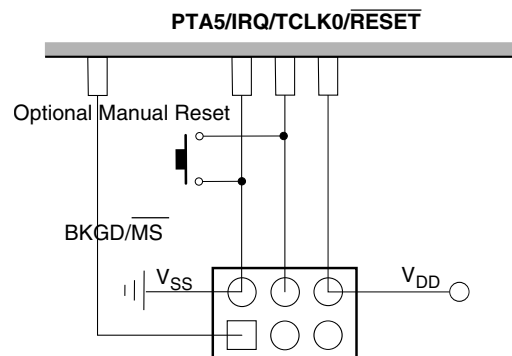 PTA5/IRQ/TCLK0/RESET
Optional Manual Reset
BKGD/MS
VSS
VDD